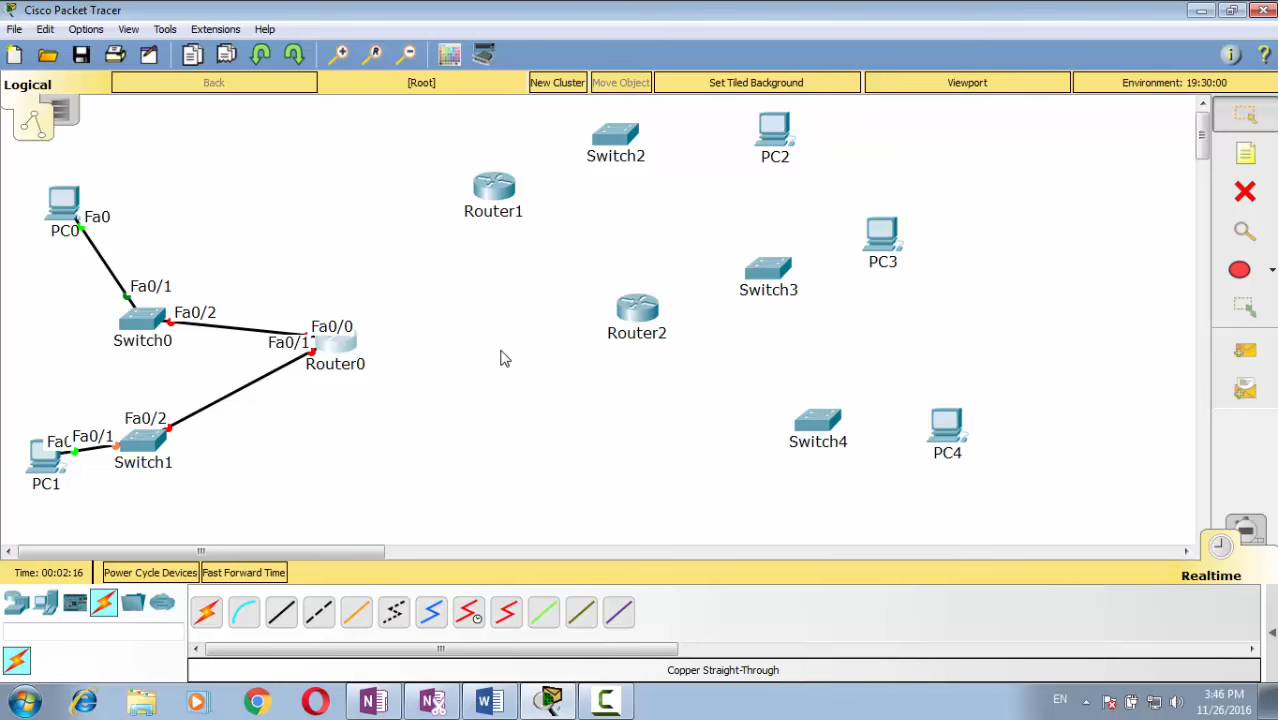 Cisco Packet Tracer
File Edit Options View Tools Extensions Help
Logical
Back
[Root]
New Cluster
Move Object
Set Tiled Background
Viewport
Environment: 19:30:00
Switch2
PC2
Router1
PC0
Fa0
PC3
Switch3
Fa0/1
Fa0/2
Switch0
Fa0/0
Fa0/1
Router0
Router2
Fa0/2
Fa0/1
Switch1
PC1
Switch4
PC4
Time: 00:02:16
Power Cycle Devices
Fast Forward Time
Realtime
Copper Straight-Through
EN
3:46 PM
11/26/2016